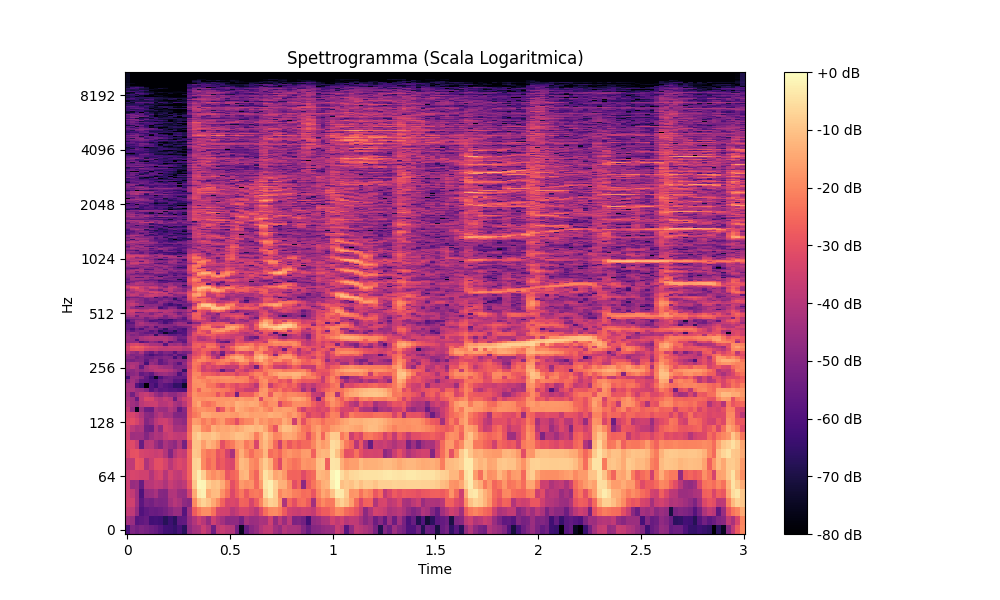 Spettrogramma (Scala Logaritmica)
Hz
8192
4096
2048
1024
512
256
128
64
0
0
0.5
1
1.5
2
2.5
3
Time
+0 dB
-10 dB
-20 dB
-30 dB
-40 dB
-50 dB
-60 dB
-70 dB
-80 dB